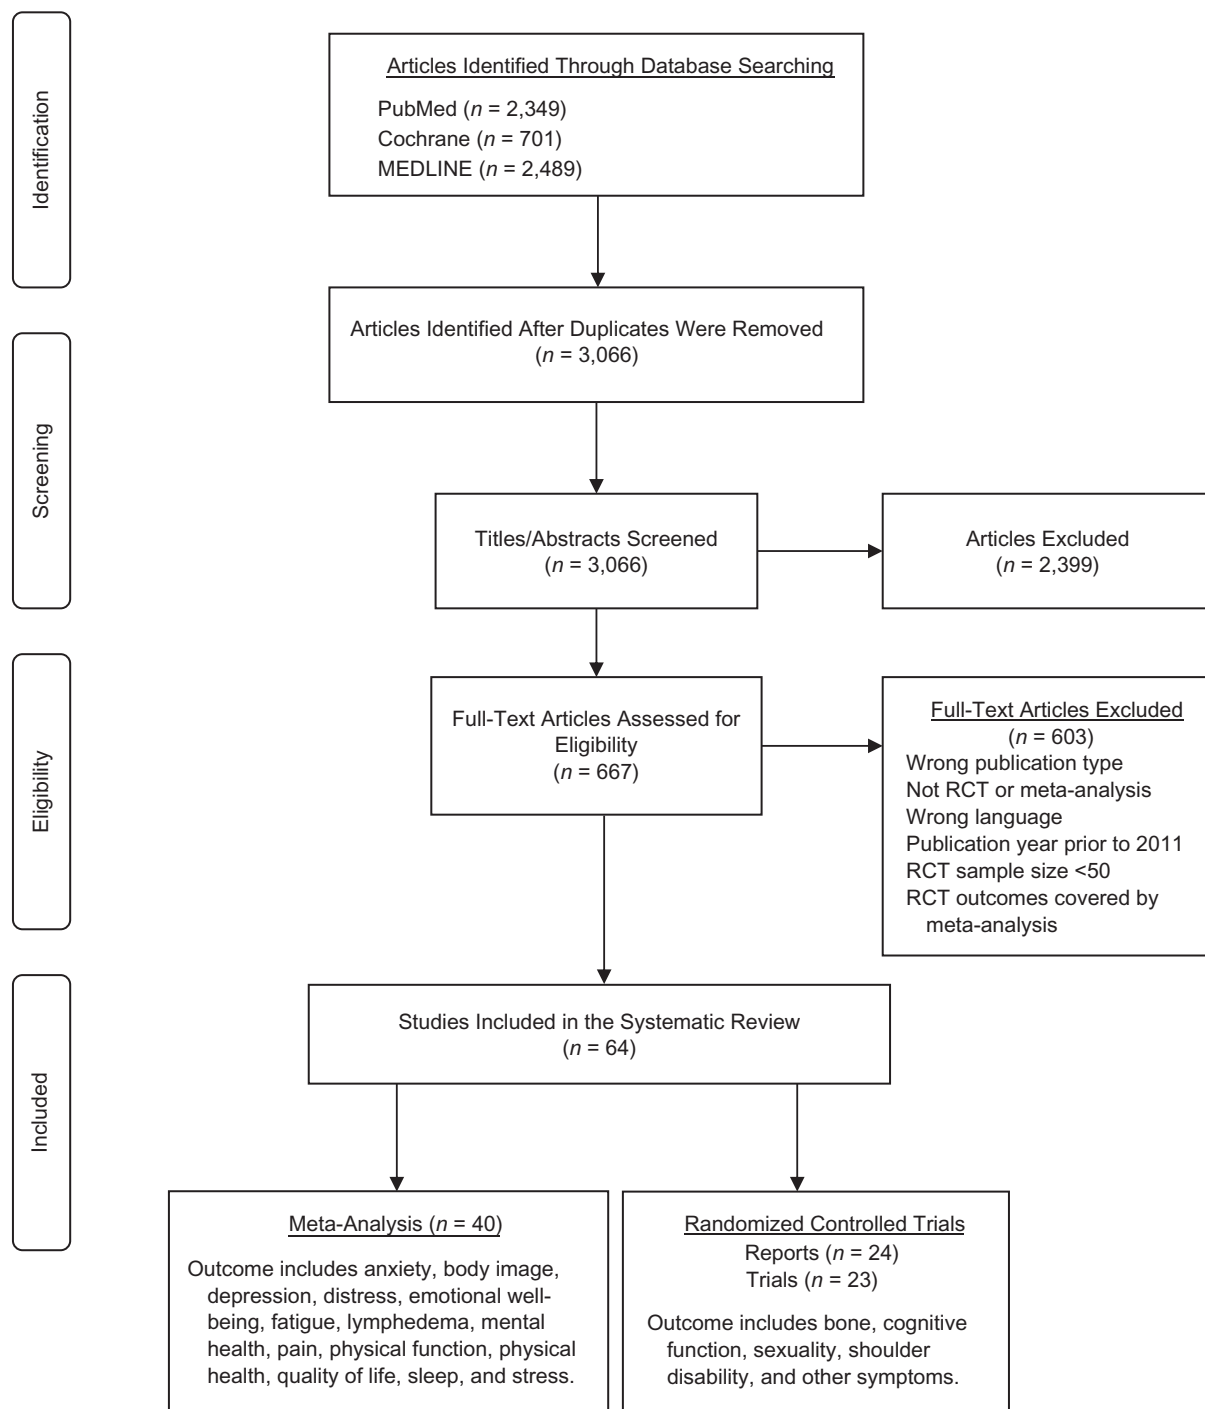 Identification
Articles Identified Through Database Searching
PubMed (n = 2,349)
Cochrane (n = 701)
MEDLINE (n = 2,489)
Articles Identified After Duplicates Were Removed
(n = 3,066)
Screening
Titles/Abstracts Screened
(n = 3,066)
Articles Excluded
(n = 2,399)
Eligibility
Full-Text Articles Assessed for
Eligibility
(n = 667)
Full-Text Articles Excluded
(n = 603)
Wrong publication type
Not RCT or meta-analysis
Wrong language
Publication year prior to 2011
RCT sample size <50
RCT outcomes covered by
meta-analysis
Included
Studies Included in the Systematic Review
(n = 64)
Meta-Analysis (n = 40)
Outcome includes anxiety, body image,
depression, distress, emotional well-
being, fatigue, lymphedema, mental
health, pain, physical function, physical
health, quality of life, sleep, and stress.
Randomized Controlled Trials
Reports (n = 24)
Trials (n = 23)
Outcome includes bone, cognitive
function, sexuality, shoulder
disability, and other symptoms.